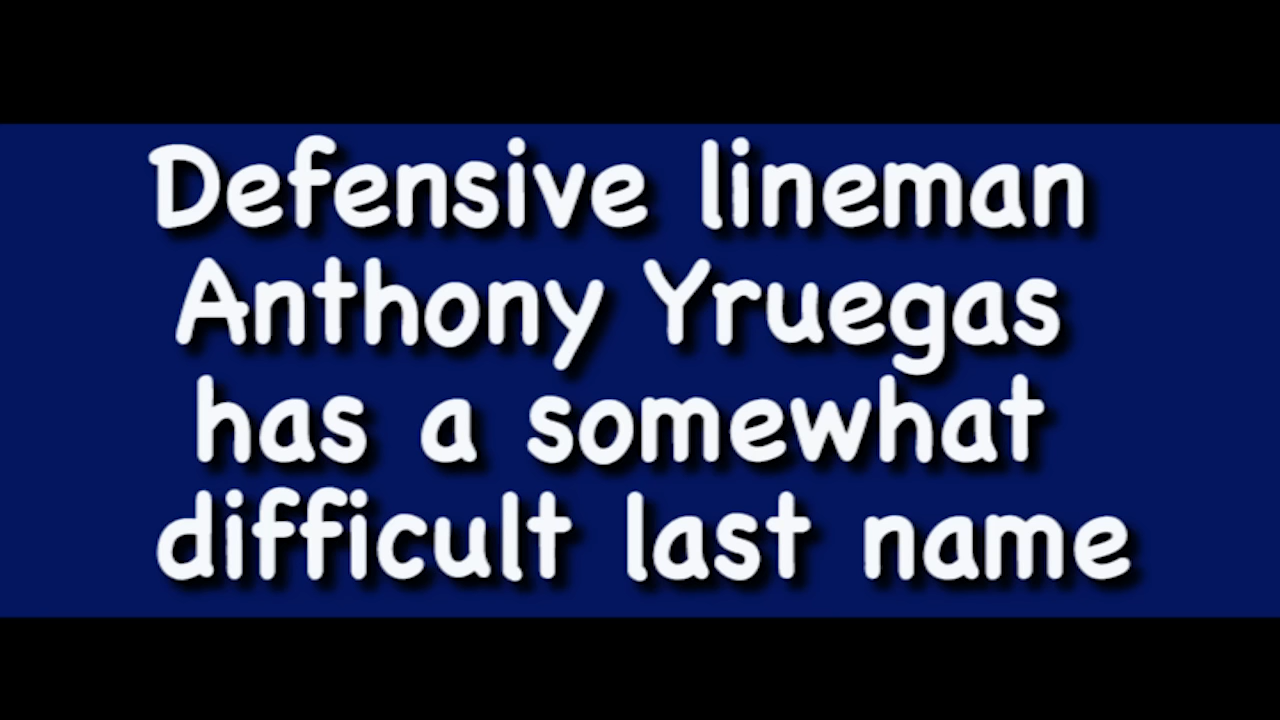 Defensive lineman
Anthony Yruegas
has a somewhat
difficult last name